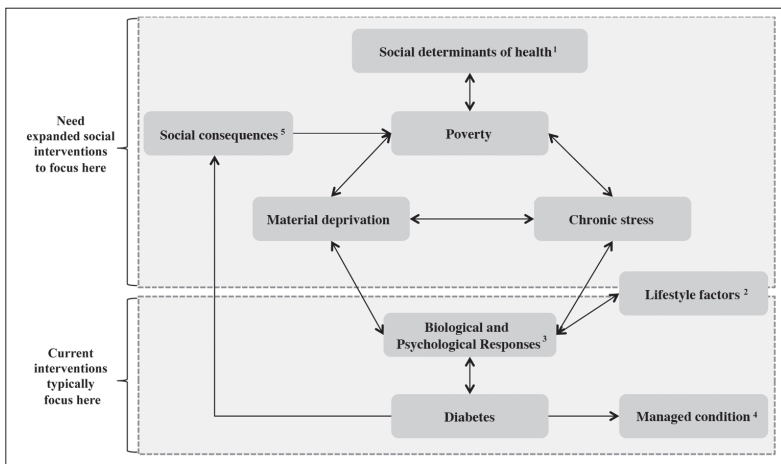 Social determinants of health 1
Need
expanded social
interventions
to focus here
Social consequences 5
Poverty
Material deprivation
Chronic stress
Lifestyle factors 2
Biological and
Psychological Responses 3
Current
interventions
typically
focus here
Diabetes
Managed condition 4